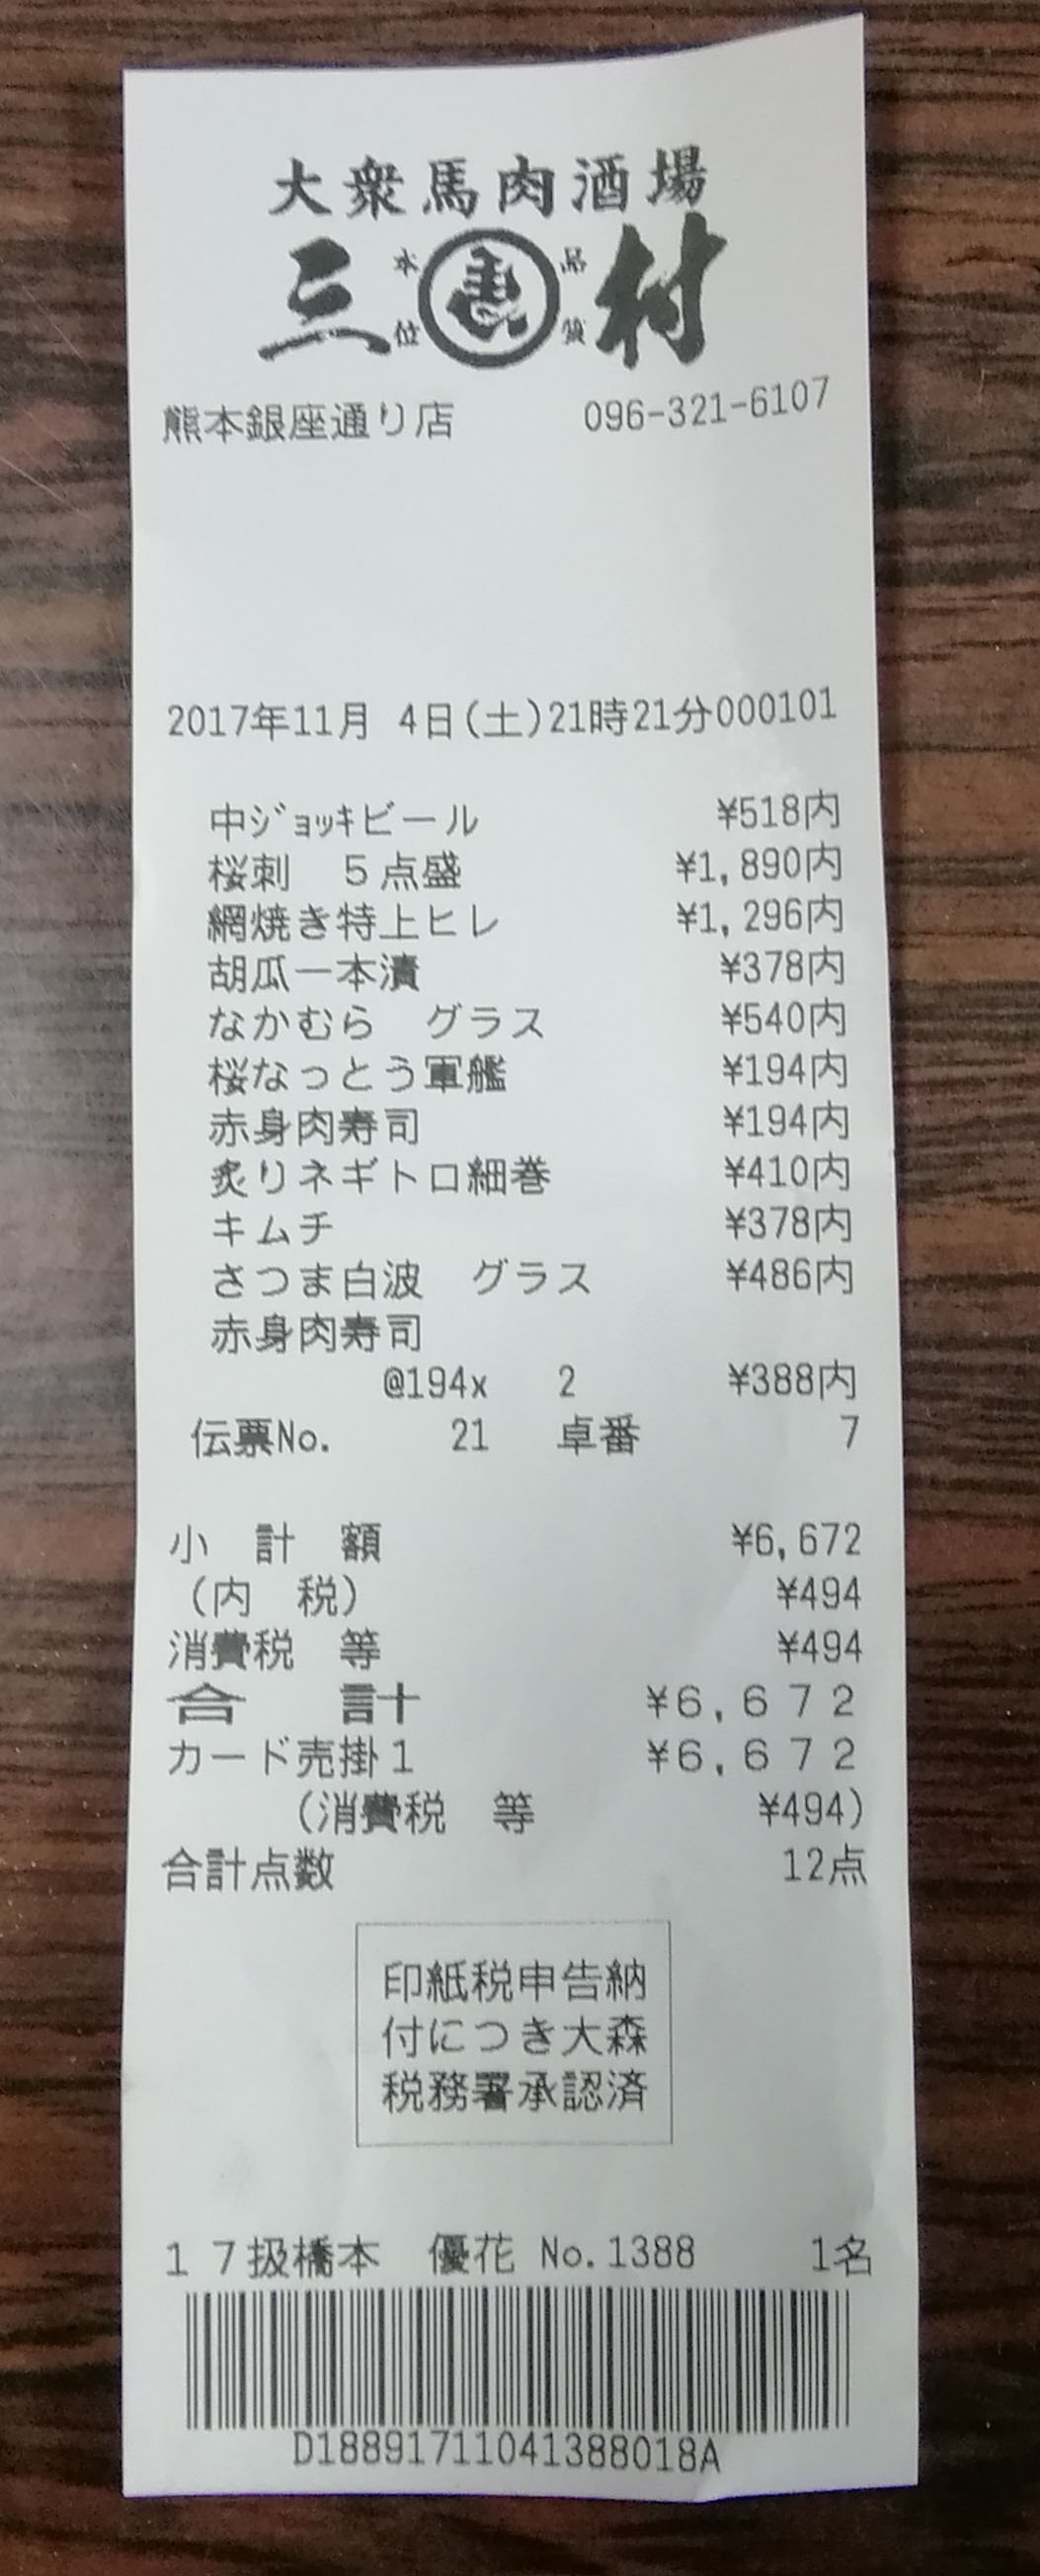 大衆馬肉酒場
三村
本位
品質
熊本銀座通り店 096-321-6107
2017年11月 4日(土)21時21分000101
中ｼﾞｮｯｷビール ¥518内
桜刺 5点盛 ¥1,890内
網焼き特上ヒレ ¥1,296内
胡瓜一本漬 ¥378内
なかむら グラス ¥540内
桜なっとう軍艦 ¥194内
赤身肉寿司 ¥194内
炙りネギトロ細巻 ¥410内
キムチ ¥378内
さつま白波 グラス ¥486内
赤身肉寿司
@194x 2 ¥388内
伝票No. 21 卓番 7
小 計 額 ¥6,672
(内 税) ¥494
消費税 等 ¥494
合 計 ¥6,672
カード売掛1 ¥6,672
(消費税 等 ¥494)
合計点数 12点
印紙税申告納
付につき大森
税務署承認済
17扱橋本 優花 No.1388 1名
D188917110413880​18A